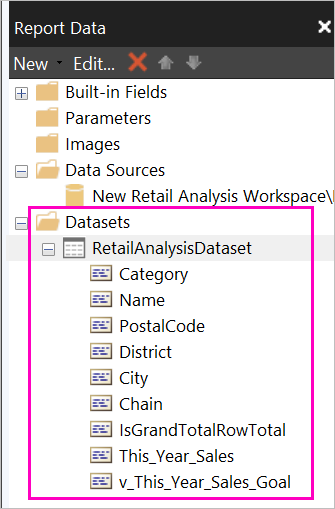 Report Data
New Edit...
Built-in Fields
Parameters
Images
Data Sources
New Retail Analysis Workspace\
Datasets
RetailAnalysisDataset
Category
Name
PostalCode
District
City
Chain
IsGrandTotalRowTotal
This_Year_Sales
v_This_Year_Sales_Goal